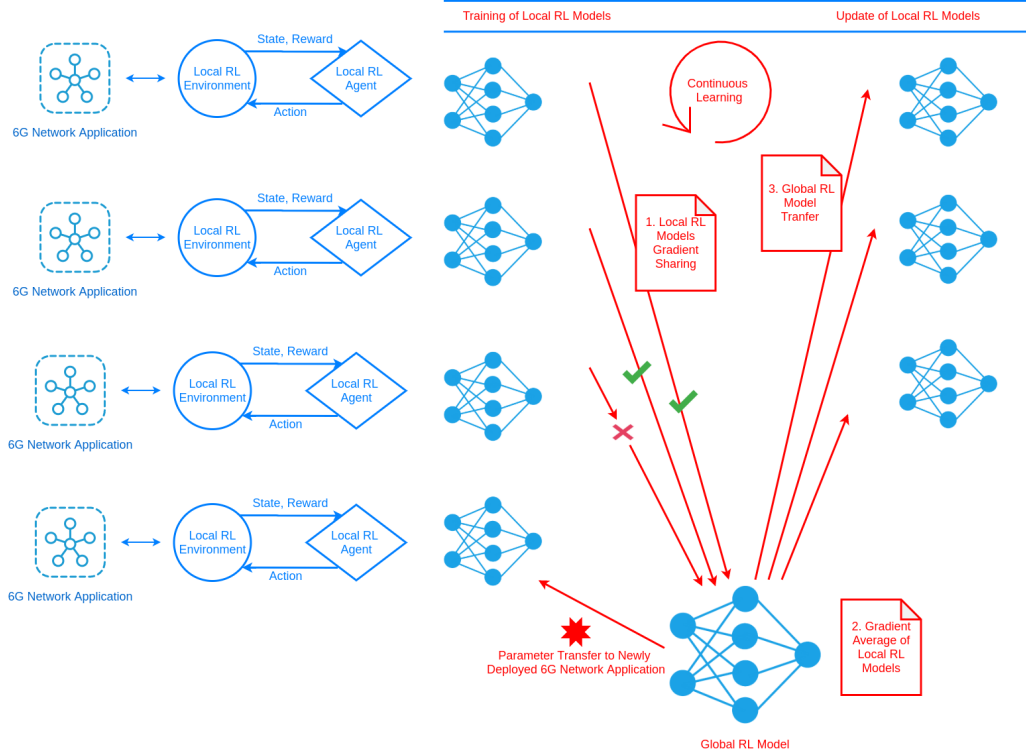 Training of Local RL Models
Update of Local RL Models
State, Reward
Local RL
Environment
Local RL
Agent
Action
6G Network Application
Continuous
Learning
3. Global RL
Model
Tranfer
State, Reward
Local RL
Environment
Local RL
Agent
Action
6G Network Application
1. Local RL
Models
Gradient
Sharing
State, Reward
Local RL
Environment
Local RL
Agent
Action
6G Network Application
State, Reward
Local RL
Environment
Local RL
Agent
Action
6G Network Application
Parameter Transfer to Newly
Deployed 6G Network Application
2. Gradient
Average of
Local RL
Models
Global RL Model